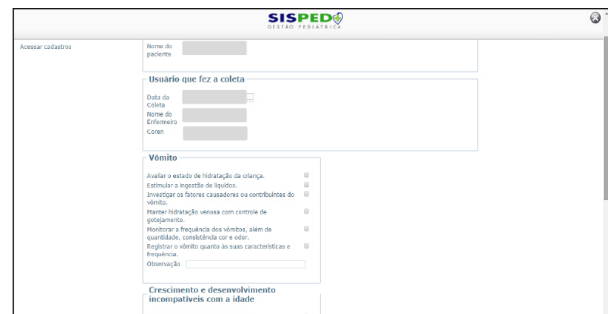 SISPED
GESTÃO PEDIÁTRICA
Acessar cadastros
Nome do
paciente
Usuário que fez a coleta
Data da
Coleta
Nome do
Enfermeiro
Coren
Vômito
Avaliar o estado de hidratação da criança.
Estimular a ingestão de líquidos.
Investigar os fatores causadores ou contribuintes do
vômito.
Manter hidratação venosa com controle de
gotejamento.
Monitorar a frequência dos vômitos, além de
quantidade, consistência cor e odor.
Registrar o vômito quanto às suas características e
frequência.
Observação
Crescimento e desenvolvimento
incompatíveis com a idade